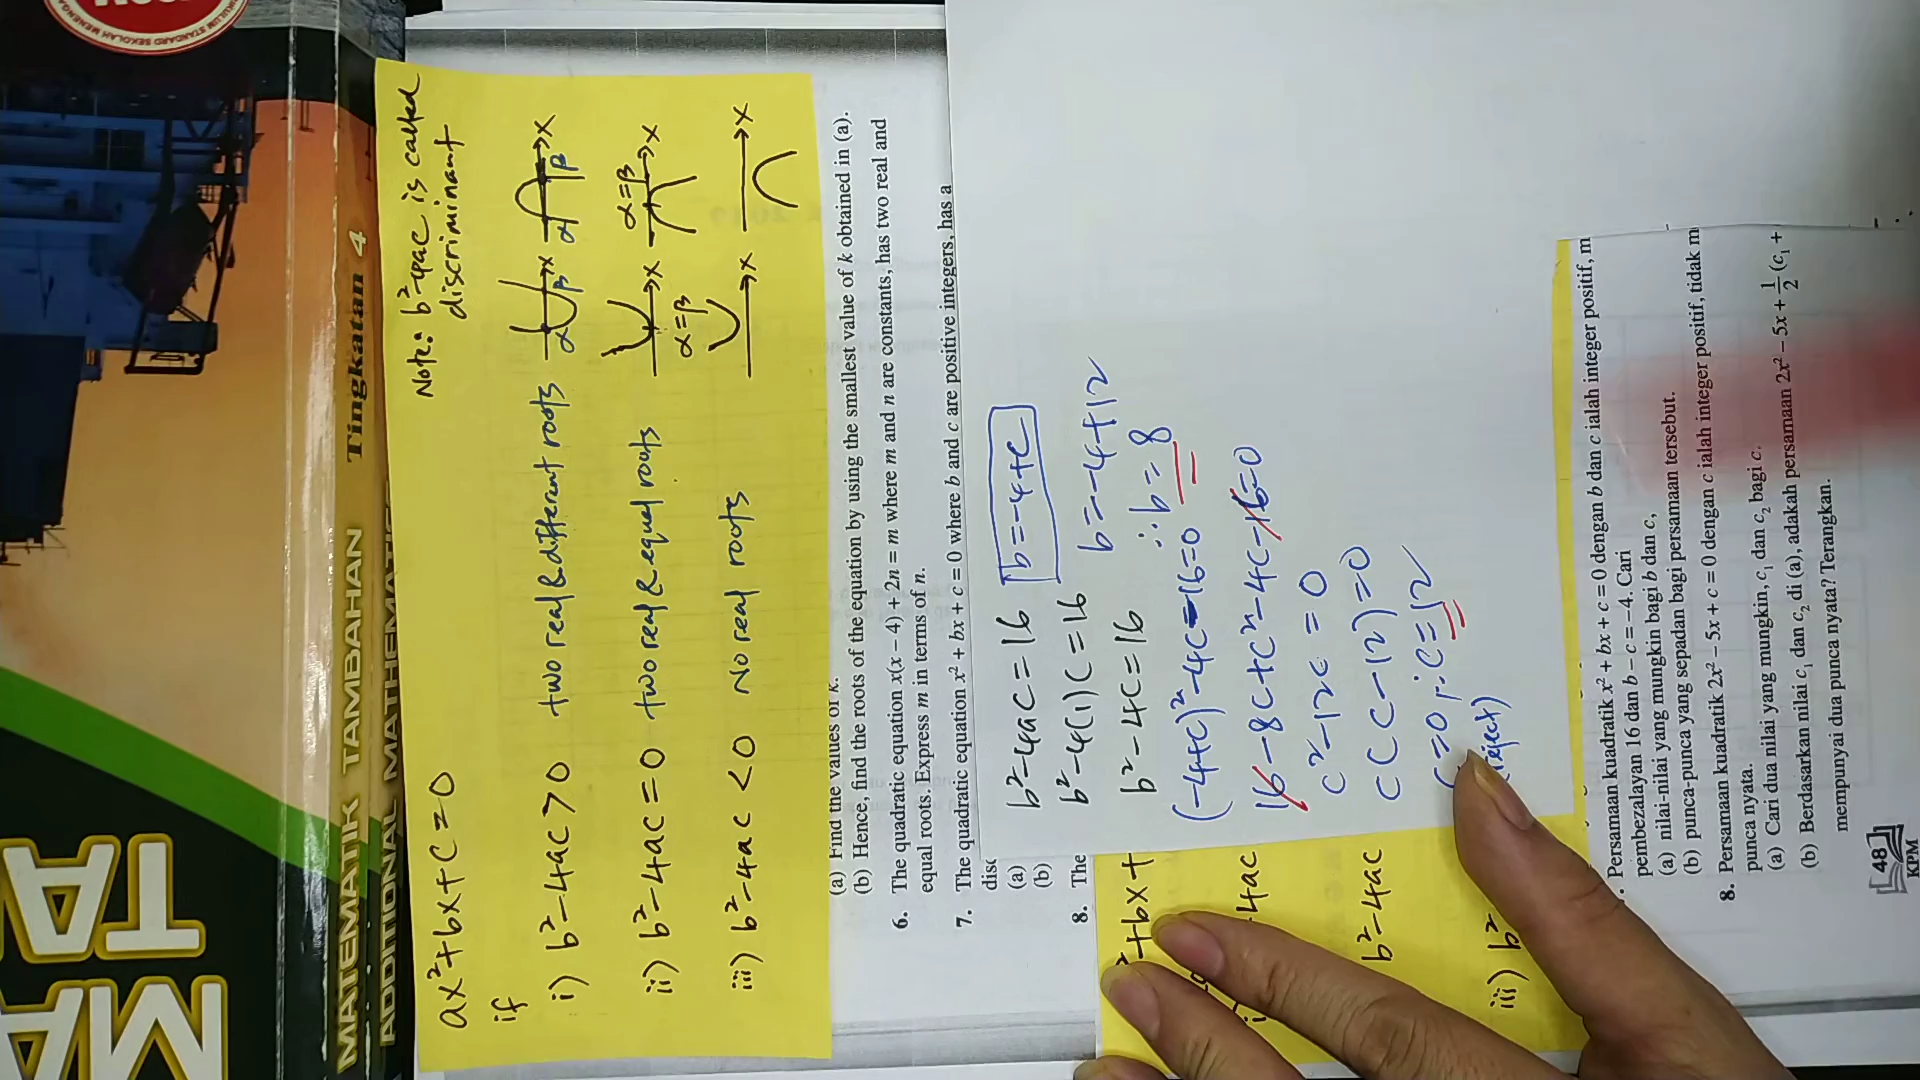 MATEMATIK TAMBAHAN Tingkatan 4
ADDITIONAL MATHEMATICS
MA
TA
Note: b²-4ac is called
discriminant
ax²+bx+c=0
if
i) b²-4ac>0 two real & different roots
α β →x α β →x
ii) b²-4ac=0 two real & equal roots
→x α=β α=β →x
iii) b²-4ac<0 No real roots
→x →x
(a) Find the values of k.
(b) Hence, find the roots of the equation by using the smallest value of k obtained in (a).
6. The quadratic equation x(x – 4) + 2n = m where m and n are constants, has two real and
equal roots. Express m in terms of n.
7. The quadratic equation x² + bx + c = 0 where b and c are positive integers, has a
disc
(a)
(b)
8. The
b²-4ac=16 b=-4+c
b²-4(1)c=16 b=-4+12
b²-4c=16 ∴b=8
(-4+c)²-4c-16=0
16-8c+c²-4c-16=0
c²-12c=0
c(c-12)=0
c=0, c=12
(reject)
²+bx+
4ac
b²-4ac
iii) b²
. Persamaan kuadratik x² + bx + c = 0 dengan b dan c ialah integer positif, m
pembezalayan 16 dan b – c = –4. Cari
(a) nilai-nilai yang mungkin bagi b dan c,
(b) punca-punca yang sepadan bagi persamaan tersebut.
8. Persamaan kuadratik 2x² – 5x + c = 0 dengan c ialah integer positif, tidak m
punca nyata.
(a) Cari dua nilai yang mungkin, c₁ dan c₂ bagi c.
(b) Berdasarkan nilai c₁ dan c₂ di (a), adakah persamaan 2x² – 5x + 1/2 (c₁ +
mempunyai dua punca nyata? Terangkan.
48
KPM